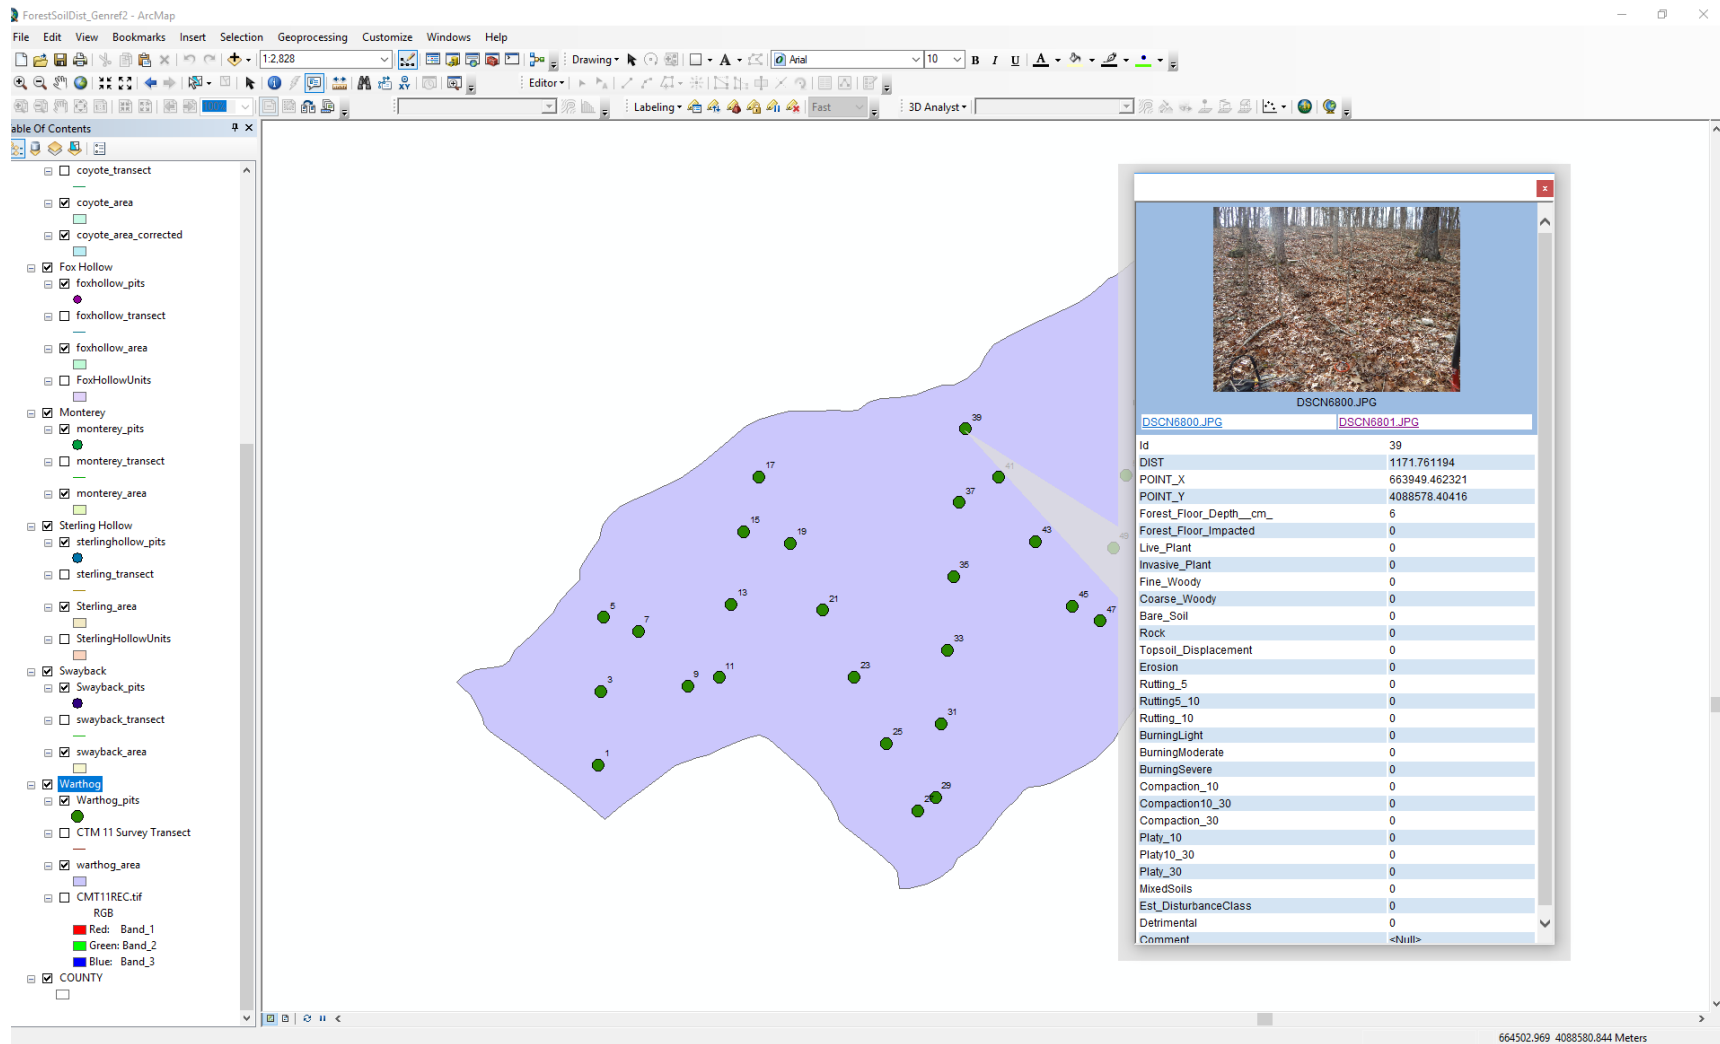 ForestSoilDist_Genref2 - ArcMap
File Edit View Bookmarks Insert Selection Geoprocessing Customize Windows Help
1:2,828 Drawing A Arial 10 B I U A
Editor
Labeling Fast 3D Analyst
able Of Contents
coyote_transect
coyote_area
coyote_area_corrected
Fox Hollow
foxhollow_pits
foxhollow_transect
foxhollow_area
FoxHollowUnits
Monterey
monterey_pits
monterey_transect
monterey_area
Sterling Hollow
sterlinghollow_pits
sterling_transect
Sterling_area
SterlingHollowUnits
Swayback
Swayback_pits
swayback_transect
swayback_area
Warthog
Warthog_pits
CTM 11 Survey Transect
warthog_area
CMT11REC.tif
RGB
Red: Band_1
Green: Band_2
Blue: Band_3
COUNTY
39
17
41
37
15
19
43
49
35
13
21
5
7
45
47
33
11
23
9
3
31
25
1
29
27
DSCN6800.JPG
DSCN6800.JPG DSCN6801.JPG
Id 39
DIST 1171.761194
POINT_X 663949.462321
POINT_Y 4088578.40416
Forest_Floor_Depth__cm_ 6
Forest_Floor_Impacted 0
Live_Plant 0
Invasive_Plant 0
Fine_Woody 0
Coarse_Woody 0
Bare_Soil 0
Rock 0
Topsoil_Displacement 0
Erosion 0
Rutting_5 0
Rutting5_10 0
Rutting_10 0
BurningLight 0
BurningModerate 0
BurningSevere 0
Compaction_10 0
Compaction10_30 0
Compaction_30 0
Platy_10 0
Platy10_30 0
Platy_30 0
MixedSoils 0
Est_DisturbanceClass 0
Detrimental 0
Comment <Null>
664502.969 4088580.844 Meters